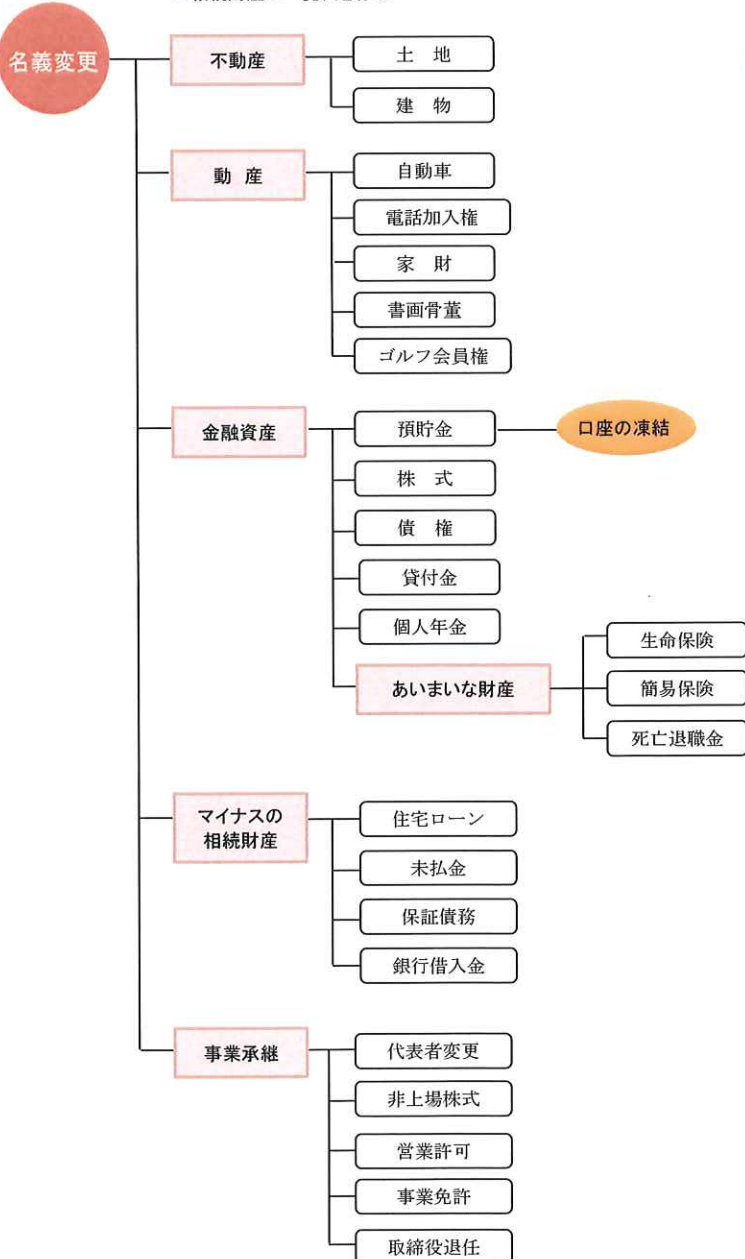 名義変更
不動産
土 地
建 物
動 産
自動車
電話加入権
家 財
書画骨董
ゴルフ会員権
金融資産
預貯金
口座の凍結
株 式
債 権
貸付金
個人年金
あいまいな財産
生命保険
簡易保険
死亡退職金
マイナスの
相続財産
住宅ローン
未払金
保証債務
銀行借入金
事業承継
代表者変更
非上場株式
営業許可
事業免許
取締役退任